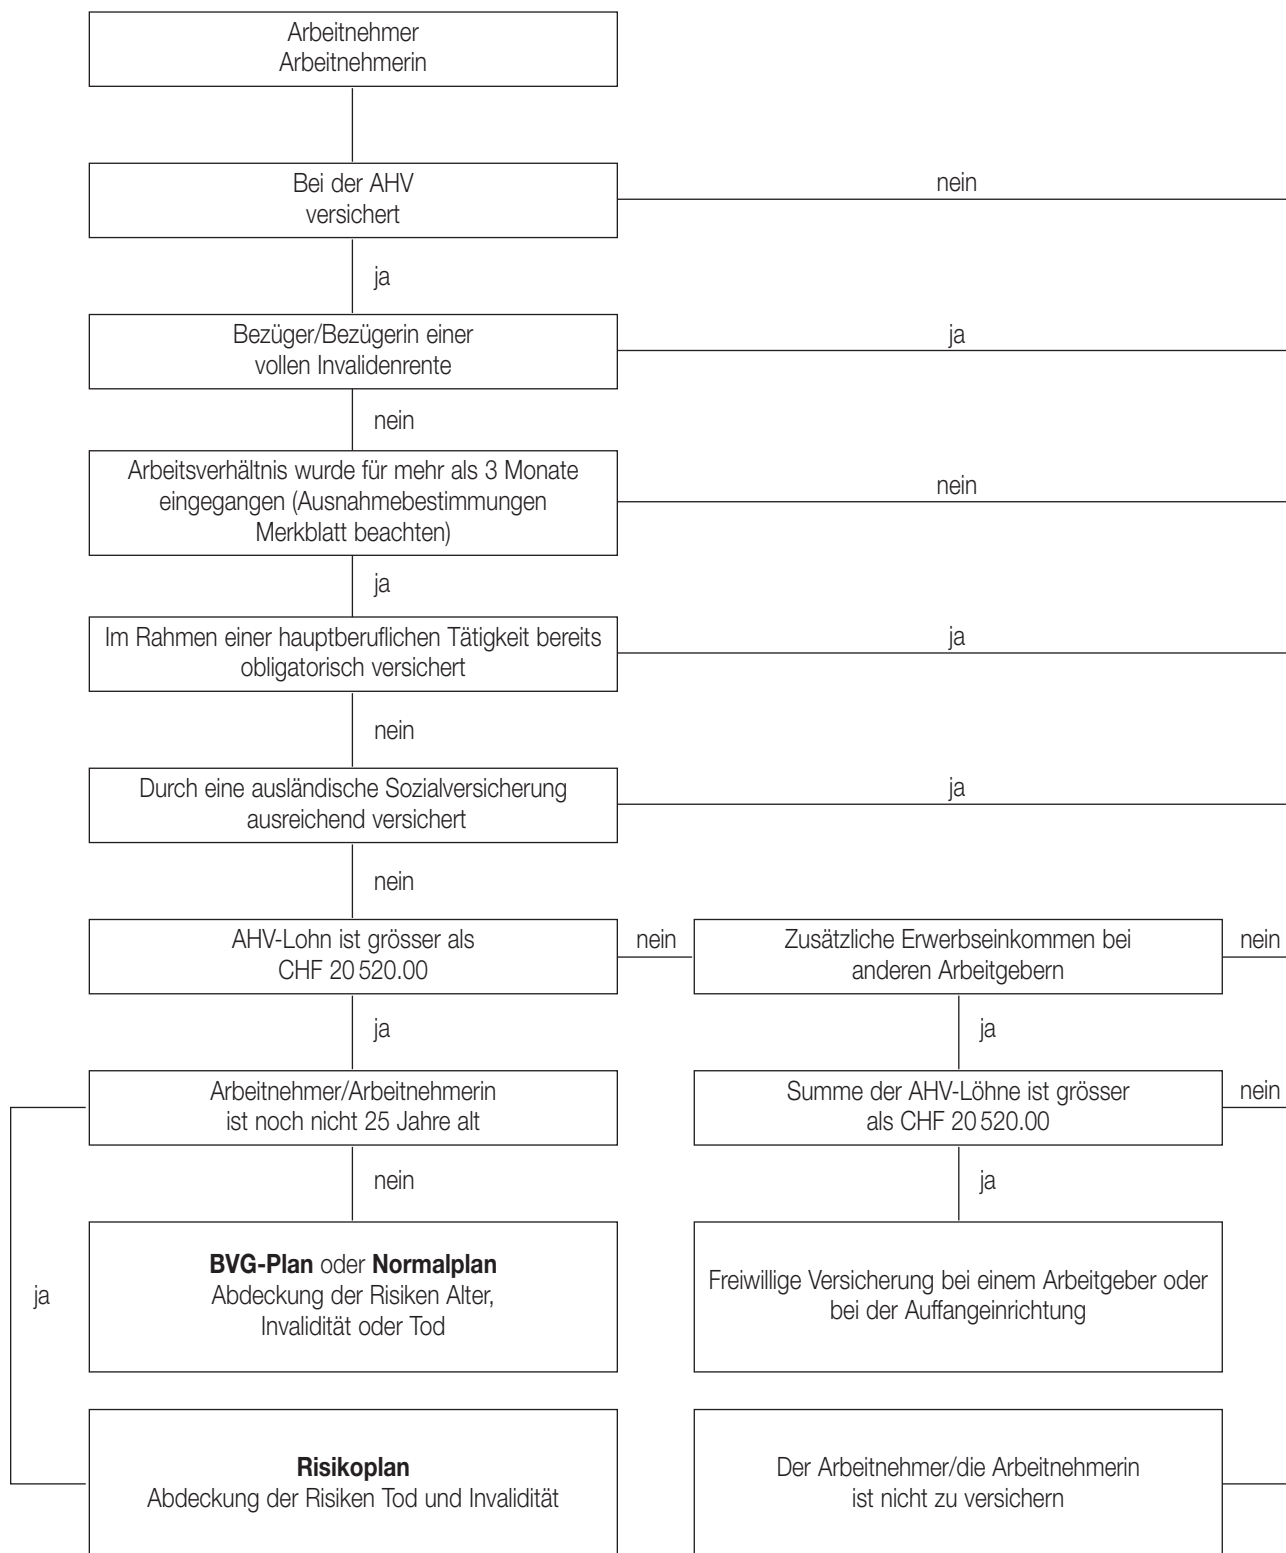 Arbeitnehmer
Arbeitnehmerin
Bei der AHV
versichert
nein
ja
Bezüger/Bezügerin einer
vollen Invalidenrente
ja
nein
Arbeitsverhältnis wurde für mehr als 3 Monate
eingegangen (Ausnahmebestimmungen
Merkblatt beachten)
nein
ja
Im Rahmen einer hauptberuflichen Tätigkeit bereits
obligatorisch versichert
ja
nein
Durch eine ausländische Sozialversicherung
ausreichend versichert
ja
nein
AHV-Lohn ist grösser als
CHF 20 520.00
nein
Zusätzliche Erwerbseinkommen bei
anderen Arbeitgebern
nein
ja
ja
Arbeitnehmer/Arbeitnehmerin
ist noch nicht 25 Jahre alt
Summe der AHV-Löhne ist grösser
als CHF 20 520.00
nein
nein
ja
ja
BVG-Plan oder Normalplan
Abdeckung der Risiken Alter,
Invalidität oder Tod
Freiwillige Versicherung bei einem Arbeitgeber oder
bei der Auffangeinrichtung
Risikoplan
Abdeckung der Risiken Tod und Invalidität
Der Arbeitnehmer/die Arbeitnehmerin
ist nicht zu versichern